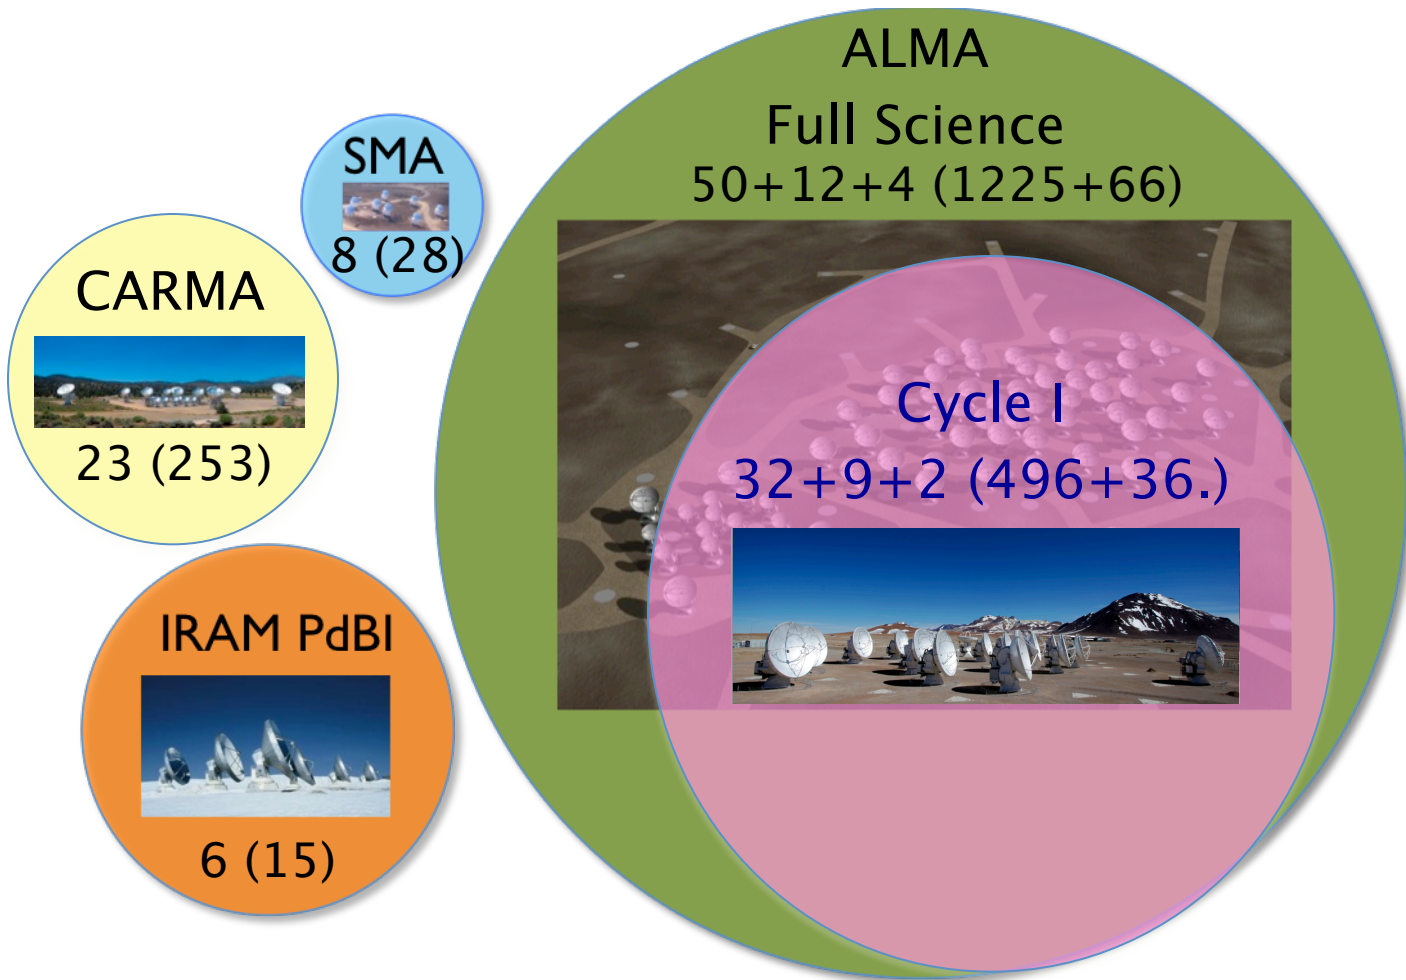 ALMA
Full Science
50+12+4 (1225+66)
SMA
8 (28)
CARMA
23 (253)
Cycle I
32+9+2 (496+36.)
IRAM PdBI
6 (15)